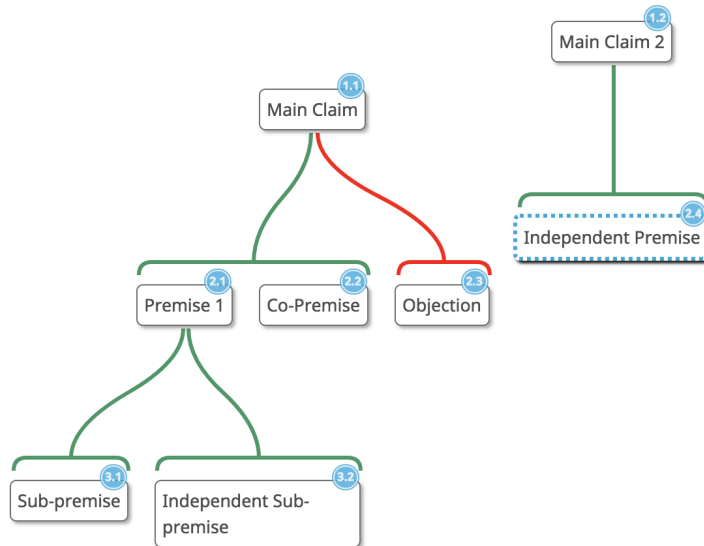 1.2
Main Claim 2
1.1
Main Claim
2.4
Independent Premise
2.1
Premise 1
2.2
Co-Premise
2.3
Objection
3.1
Sub-premise
3.2
Independent Sub-
premise